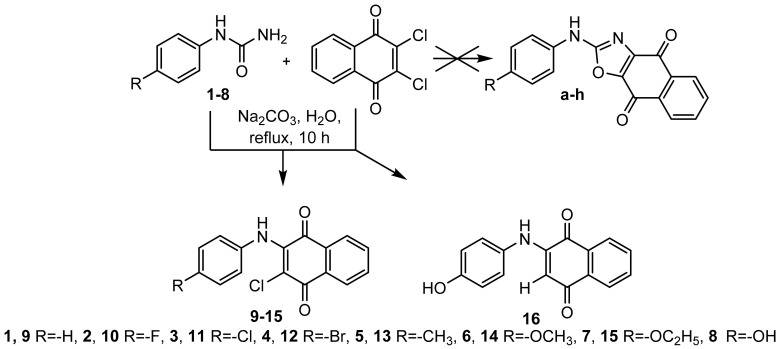 H N NH₂ O R 1-8
+
O Cl Cl O
H N N O O R O a-h
Na₂CO₃, H₂O,
reflux, 10 h
H N O R Cl O 9-15
H N O HO H O 16
1, 9 R=-H, 2, 10 R=-F, 3, 11 R=-Cl, 4, 12 R=-Br, 5, 13 R=-CH₃, 6, 14 R=-OCH₃, 7, 15 R=-OC₂H₅, 8 R=-OH